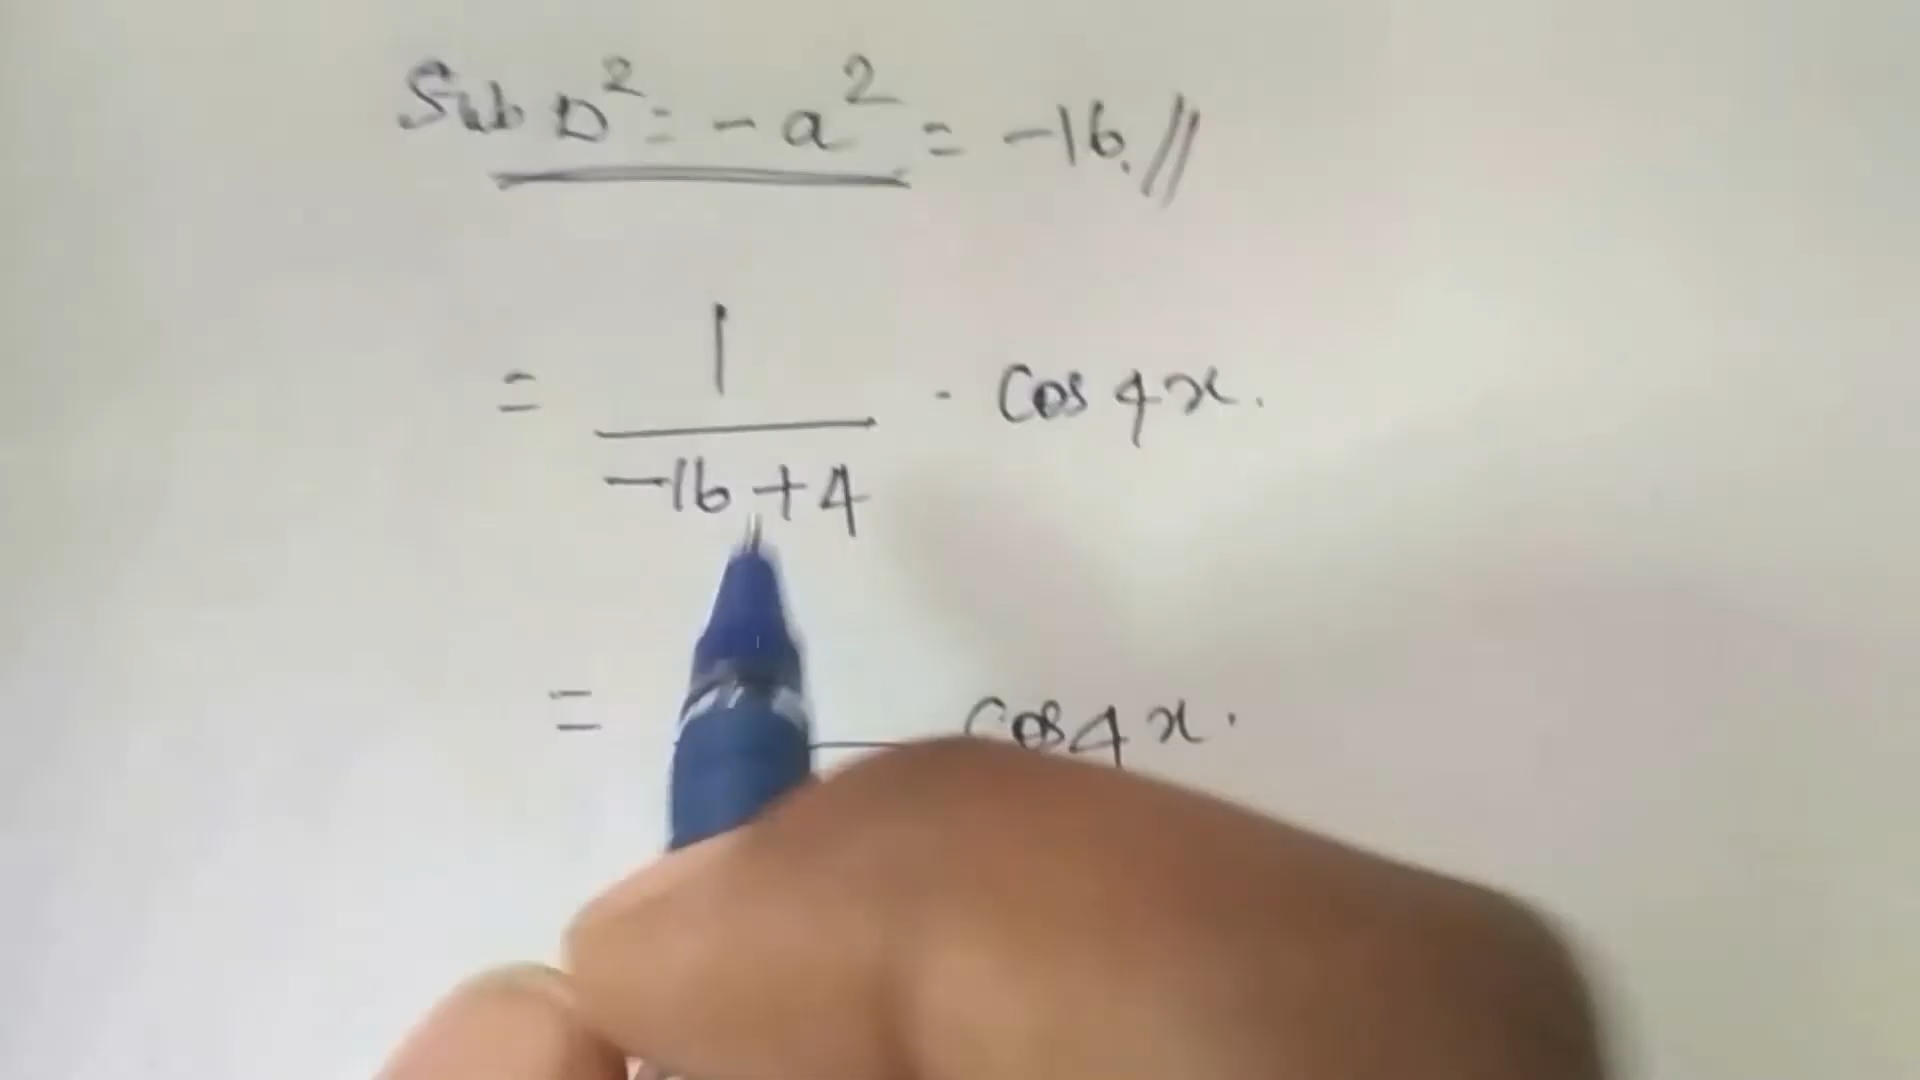 Sub D² = -a² = -16.//
= 1/(-16+4) · cos 4x.
= cos 4x.